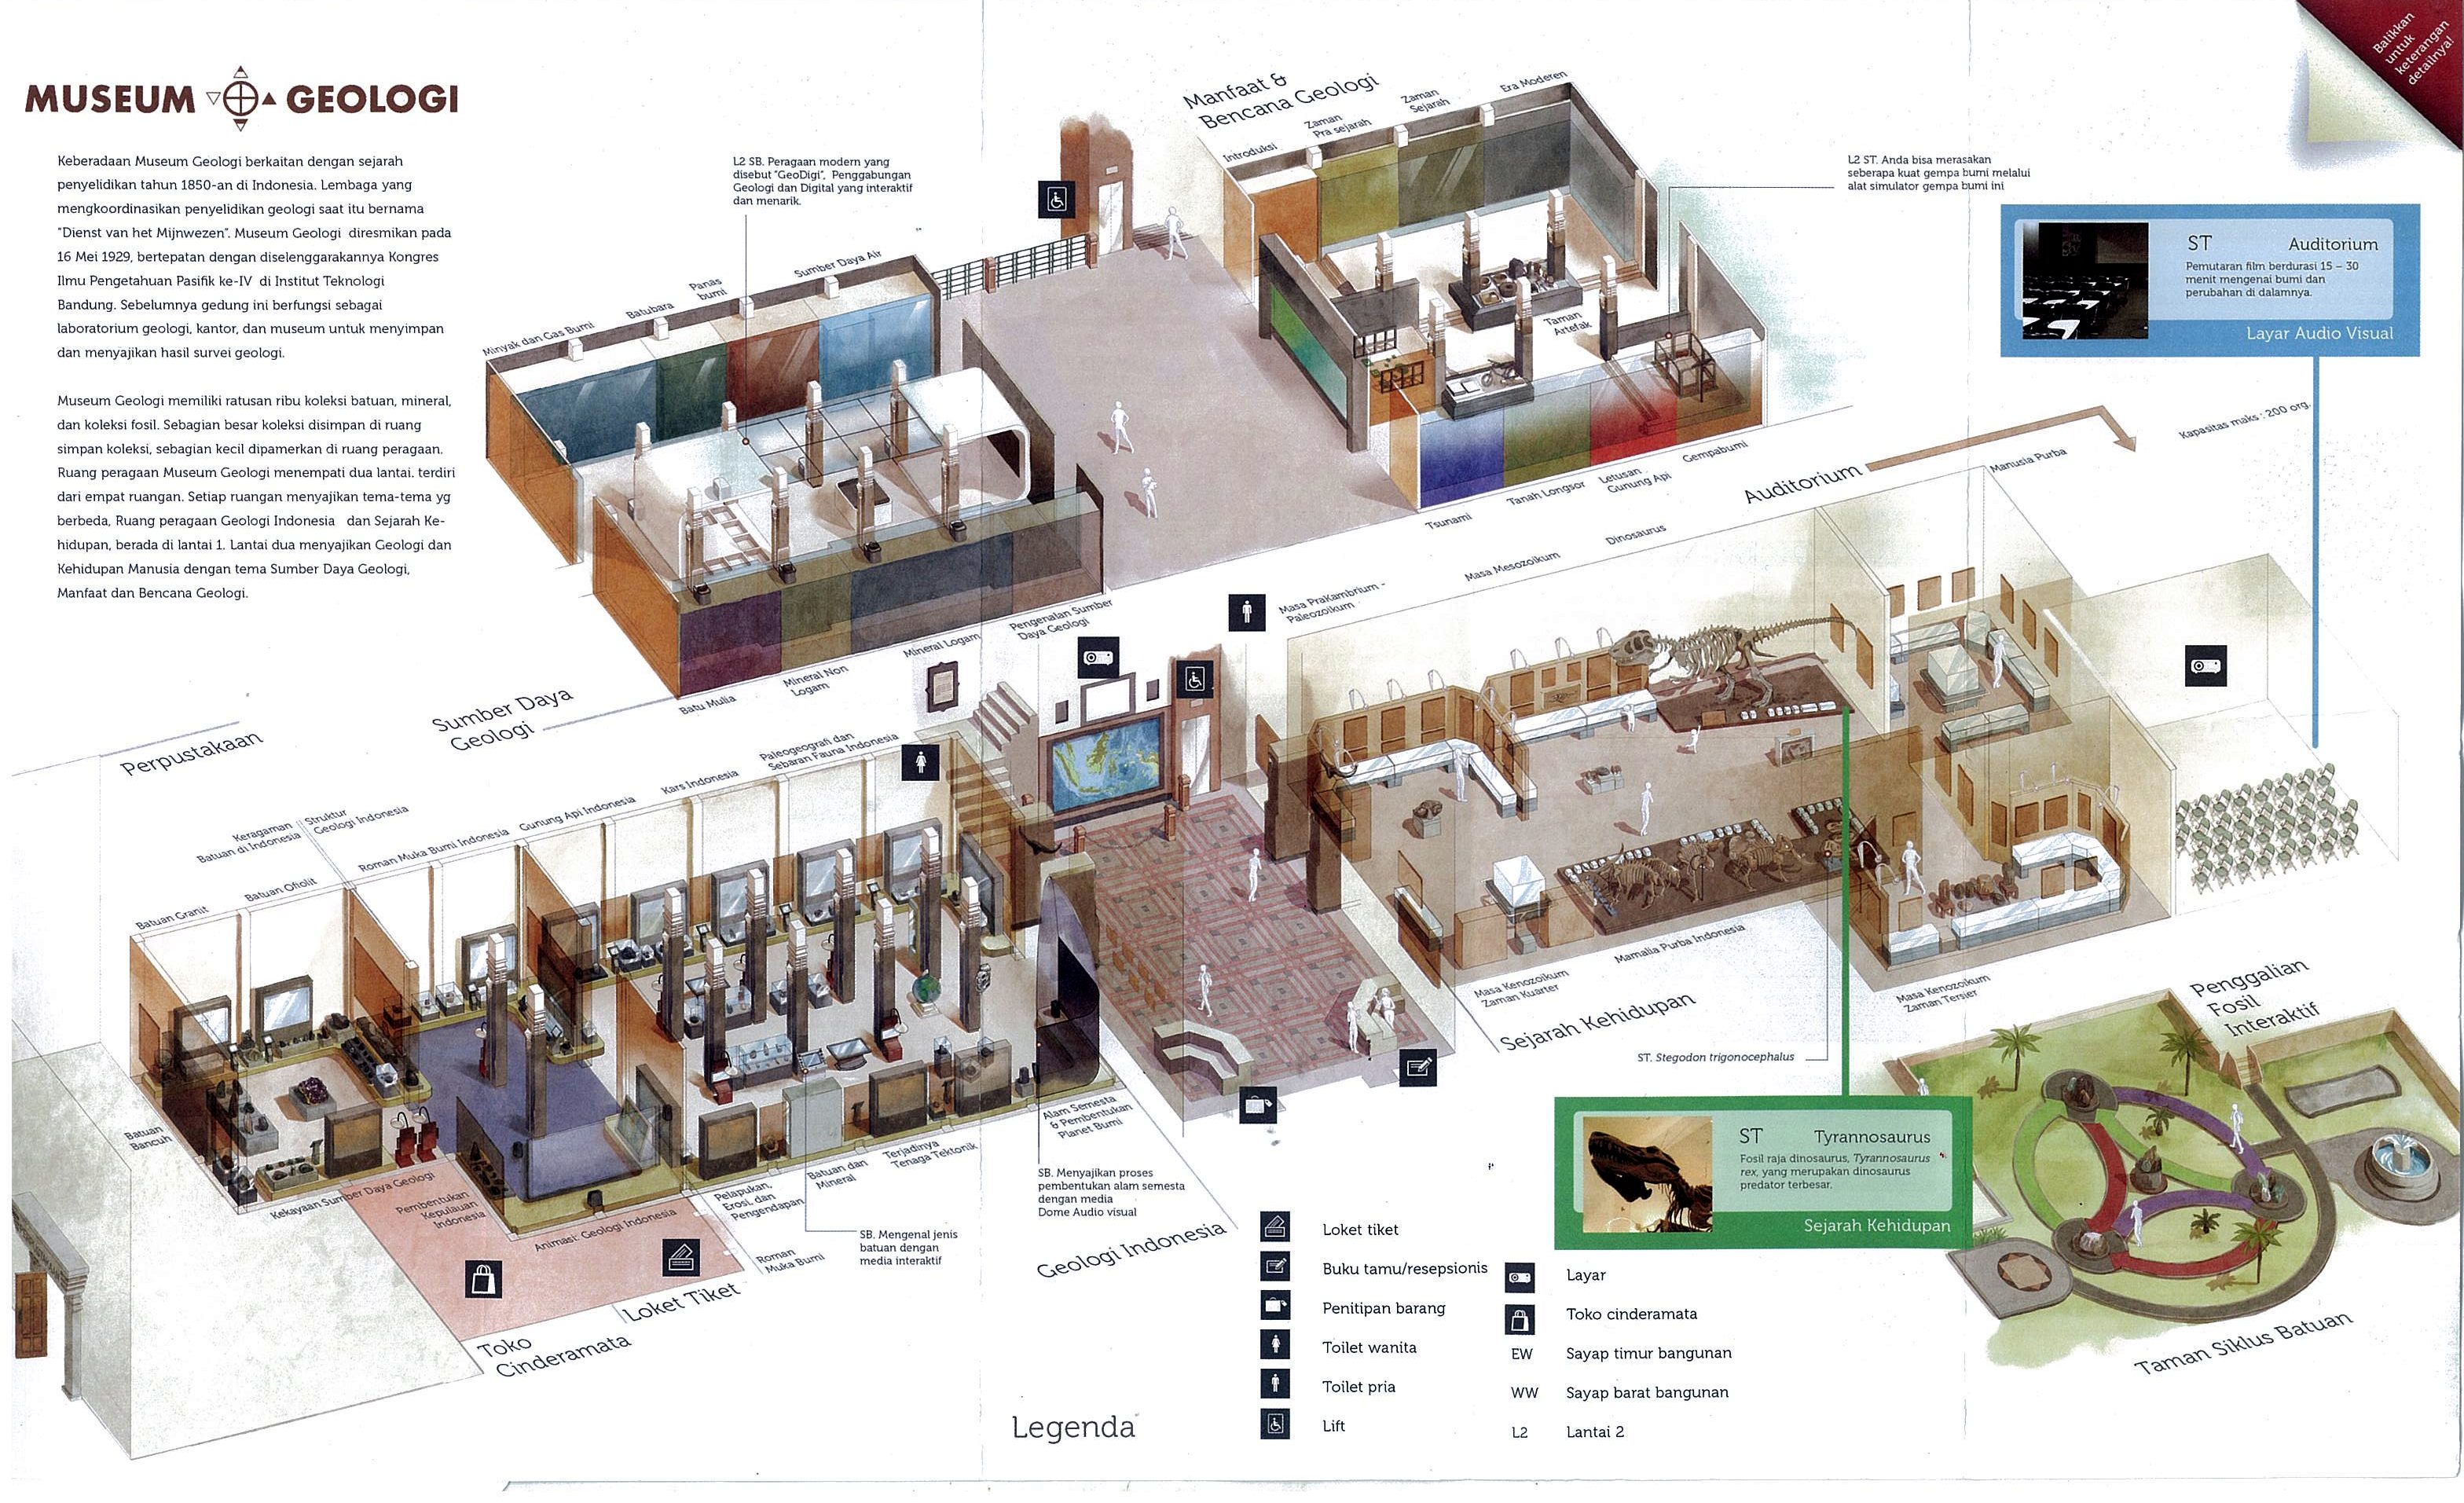 MUSEUM GEOLOGI
Keberadaan Museum Geologi berkaitan dengan sejarah
penyelidikan tahun 1850-an di Indonesia. Lembaga yang
mengkoordinasikan penyelidikan geologi saat itu bernama
"Dienst van het Mijnwezen". Museum Geologi diresmikan pada
16 Mei 1929, bertepatan dengan diselenggarakannya Kongres
Ilmu Pengetahuan Pasifik ke-IV di Institut Teknologi
Bandung. Sebelumnya gedung ini berfungsi sebagai
laboratorium geologi, kantor, dan museum untuk menyimpan
dan menyajikan hasil survei geologi.
Museum Geologi memiliki ratusan ribu koleksi batuan, mineral,
dan koleksi fosil. Sebagian besar koleksi disimpan di ruang
simpan koleksi, sebagian kecil dipamerkan di ruang peragaan.
Ruang peragaan Museum Geologi menempati dua lantai. terdiri
dari empat ruangan. Setiap ruangan menyajikan tema-tema yg
berbeda, Ruang peragaan Geologi Indonesia dan Sejarah Ke-
hidupan, berada di lantai 1. Lantai dua menyajikan Geologi dan
Kehidupan Manusia dengan tema Sumber Daya Geologi,
Manfaat dan Bencana Geologi.
L2 SB. Peragaan modern yang
disebut "GeoDigi", Penggabungan
Geologi dan Digital yang interaktif
dan menarik.
Minyak dan Gas Bumi
Batubara
Panas
bumi
Sumber Daya Air
Manfaat &
Bencana Geologi
Introduksi
Zaman
Pra sejarah
Zaman
Sejarah
Era Moderen
L2 ST. Anda bisa merasakan
seberapa kuat gempa bumi melalui
alat simulator gempa bumi ini
Balikkan
untuk
keterangan
detailnya!
ST Auditorium
Pemutaran film berdurasi 15 – 30
menit mengenai bumi dan
perubahan di dalamnya.
Layar Audio Visual
Taman
Artefak
Tsunami
Tanah Longsor
Letusan
Gunung Api
Gempabumi
Auditorium
Kapasitas maks : 200 org.
Manusia Purba
Dinosaurus
Masa Mesozoikum
Masa PraKambrium -
Paleozoikum
Pengenalan Sumber
Daya Geologi
Mineral Logam
Mineral Non
Logam
Batu Mulia
Sumber Daya
Geologi
Perpustakaan
Keragaman
Batuan di Indonesia
Struktur
Geologi Indonesia
Roman Muka Bumi Indonesia
Gunung Api Indonesia
Kars Indonesia
Paleogeografi dan
Sebaran Fauna Indonesia
Batuan Granit
Batuan Ofiolit
Batuan
Bancuh
Kekayaan Sumber Daya Geologi
Pembentukan
Kepulauan
Indonesia
Animasi: Geologi Indonesia
Pelapukan,
Erosi, dan
Pengendapan
Batuan dan
Mineral
Terjadinya
Tenaga Tektonik
Alam Semesta
& Pembentukan
Planet Bumi
Roman
Muka Bumi
SB. Mengenal jenis
batuan dengan
media interaktif
SB. Menyajikan proses
pembentukan alam semesta
dengan media
Dome Audio visual
Geologi Indonesia
Loket Tiket
Toko
Cinderamata
Masa Kenozoikum
Zaman Kuarter
Mamalia Purba Indonesia
Sejarah Kehidupan
Masa Kenozoikum
Zaman Tersier
ST. Stegodon trigonocephalus
ST Tyrannosaurus
Fosil raja dinosaurus, Tyrannosaurus
rex, yang merupakan dinosaurus
predator terbesar.
Sejarah Kehidupan
Penggalian
Fosil
Interaktif
Taman Siklus Batuan
Legenda
Loket tiket
Buku tamu/resepsionis
Penitipan barang
Toilet wanita
Toilet pria
Lift
Layar
Toko cinderamata
EW Sayap timur bangunan
WW Sayap barat bangunan
L2 Lantai 2